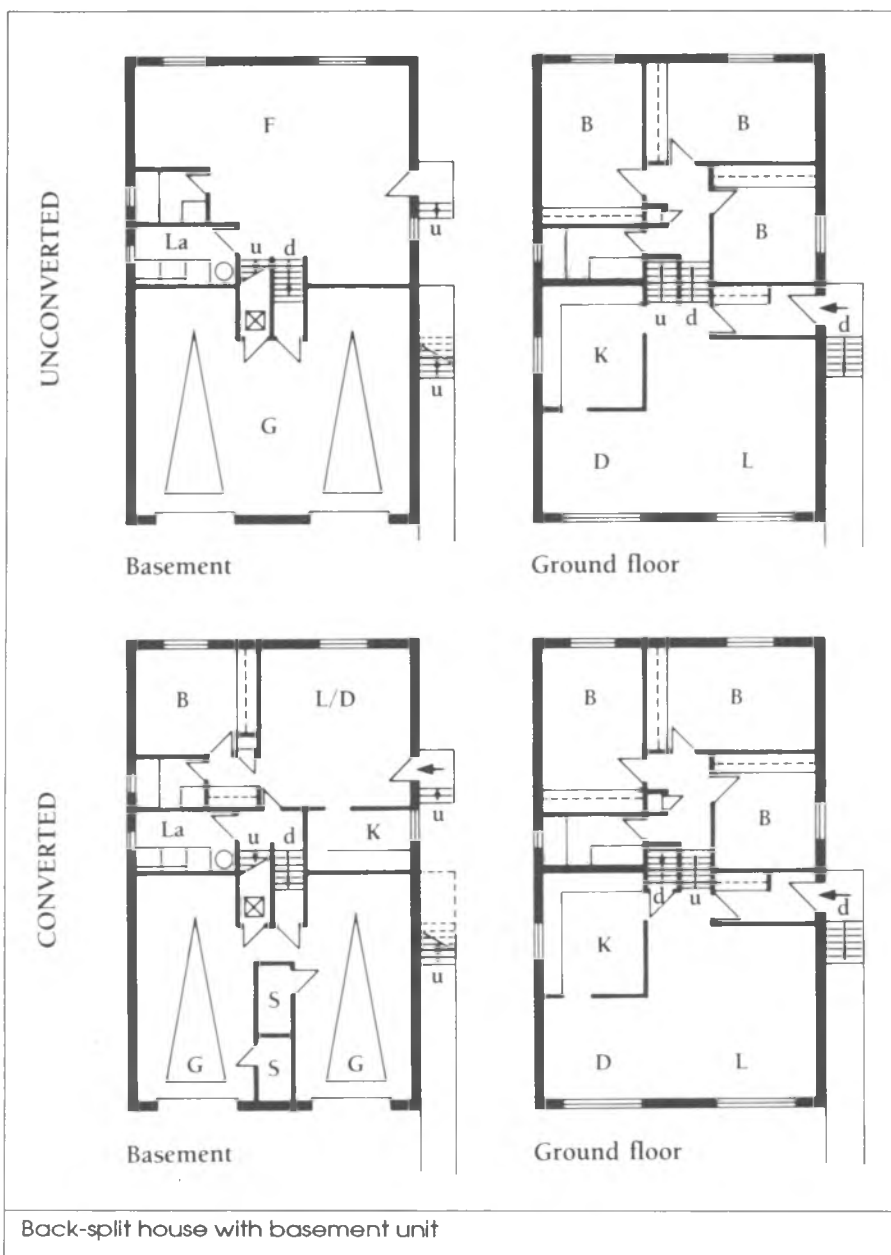 UNCONVERTED
F
La
u d
u
G
u
Basement
B B
B
u d
d
K
D L
Ground floor
CONVERTED
B L/D
La
u d
K
u
u
S
G S G
Basement
B B
B
d u
d
K
D L
Ground floor
Back-split house with basement unit